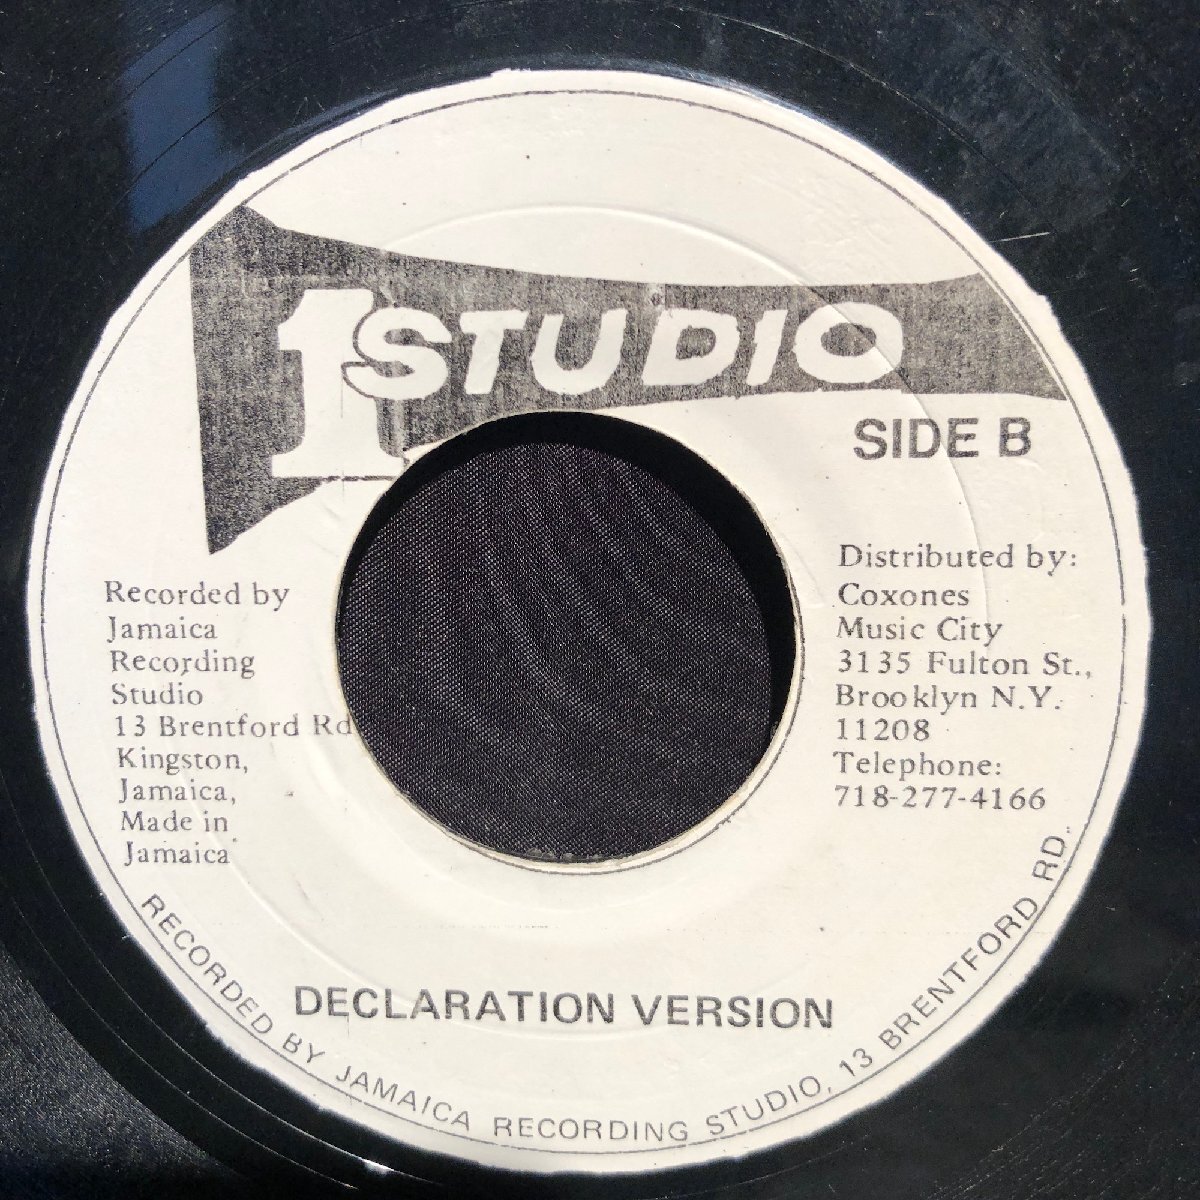 1 STUDIO
SIDE B
Recorded by
Jamaica
Recording
Studio
13 Brentford Rd
Kingston,
Jamaica,
Made in
Jamaica
Distributed by:
Coxones
Music City
3135 Fulton St.,
Brooklyn N.Y.
11208
Telephone:
718-277-4166
DECLARATION VERSION
RECORDED BY JAMAICA RECORDING STUDIO, 13 BRENTFORD RD.